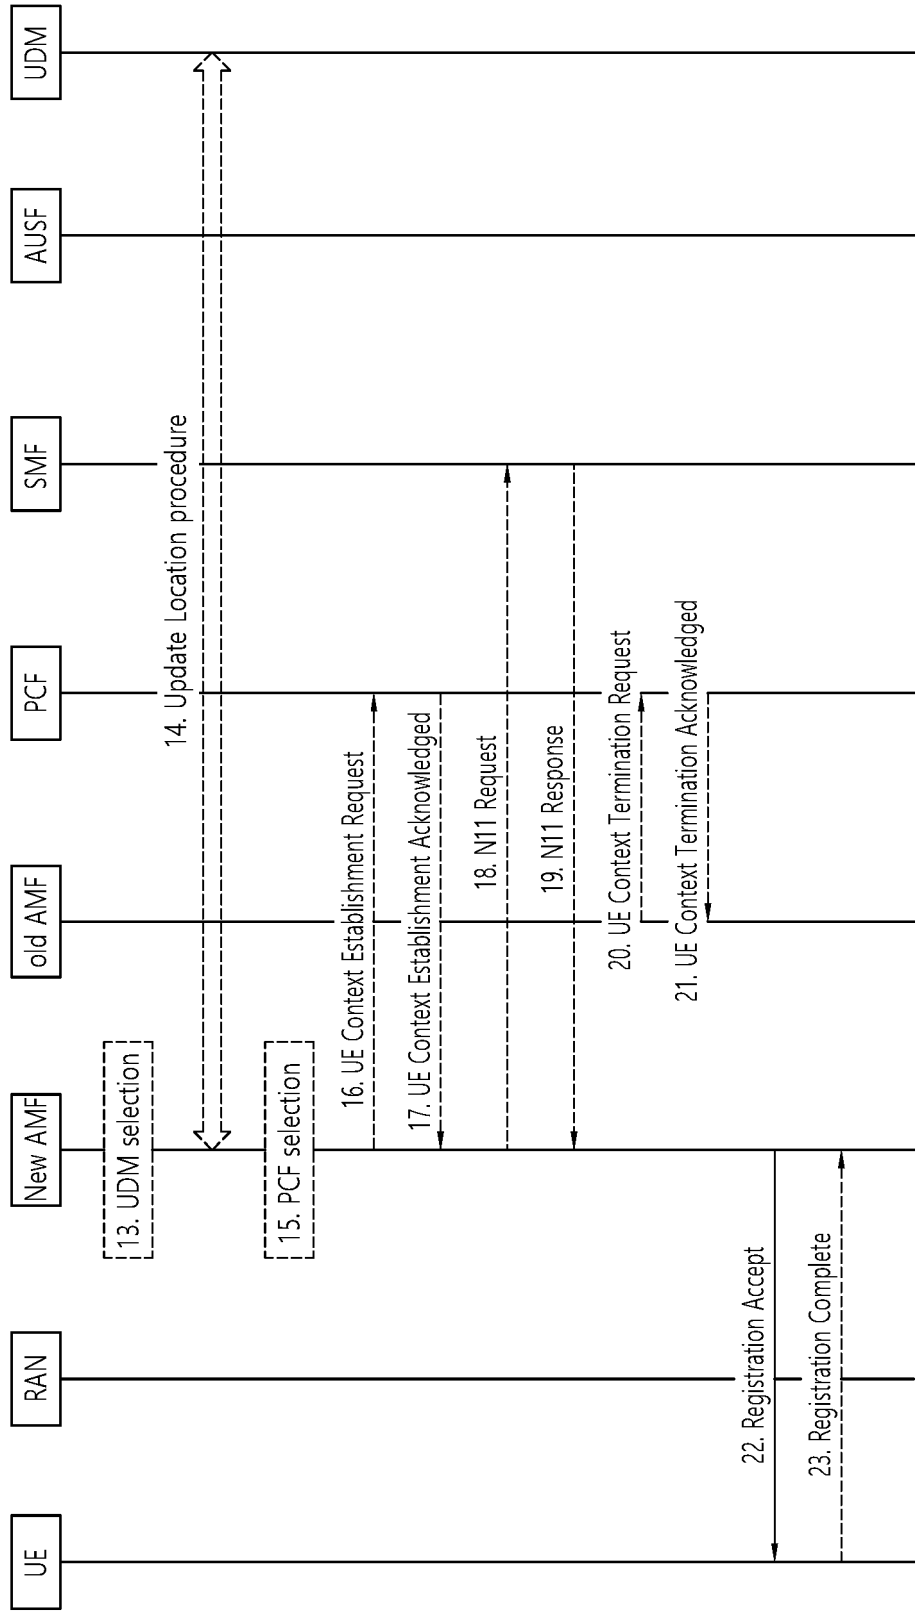 UE
RAN
New AMF
old AMF
PCF
SMF
AUSF
UDM
13. UDM selection
14. Update Location procedure
15. PCF selection
16. UE Context Establishment Request
17. UE Context Establishment Acknowledged
18. N11 Request
19. N11 Response
20. UE Context Termination Request
21. UE Context Termination Acknowledged
22. Registration Accept
23. Registration Complete